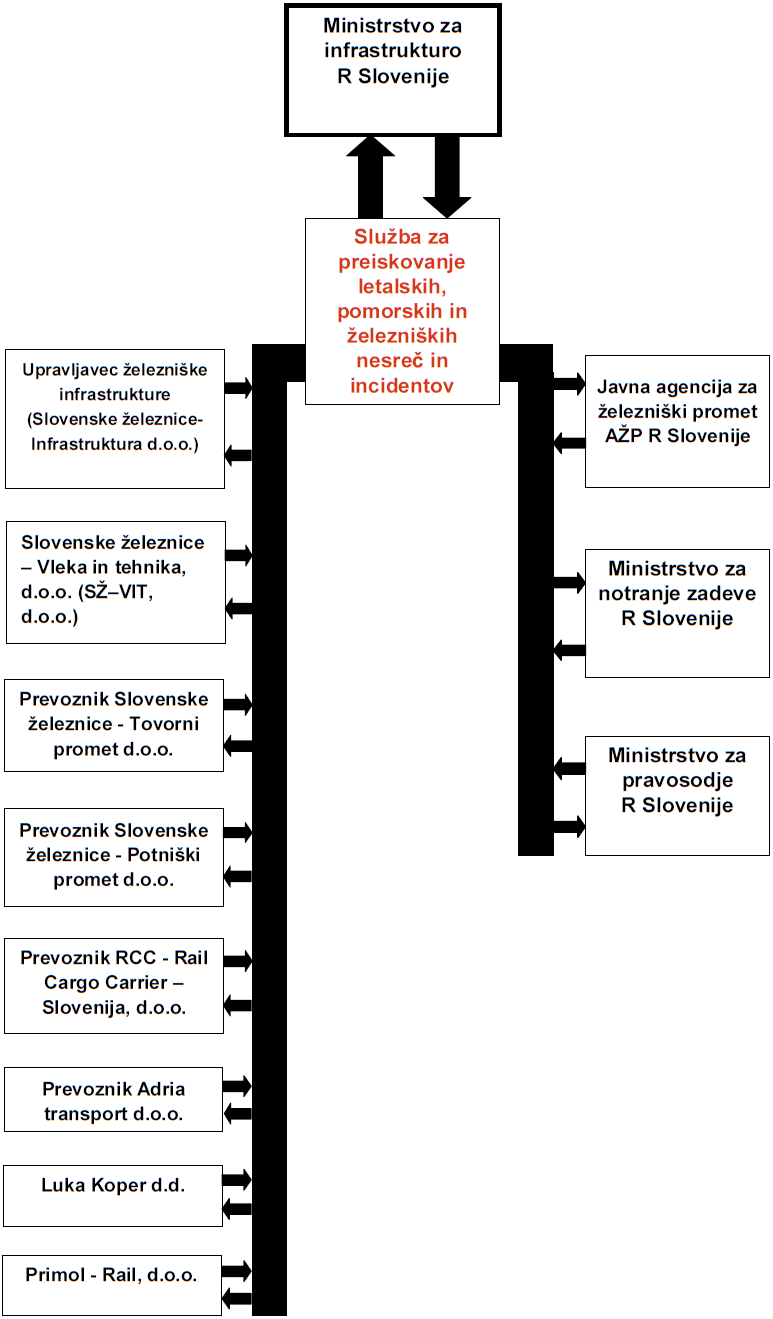 Ministrstvo za
infrastrukturo
R Slovenije
Služba za
preiskovanje
letalskih,
pomorskih in
železniških
nesreč in
incidentov
Upravljavec železniške
infrastrukture
(Slovenske železnice-
Infrastruktura d.o.o.)
Slovenske železnice
– Vleka in tehnika,
d.o.o. (SŽ–VIT,
d.o.o.)
Prevoznik Slovenske
železnice - Tovorni
promet d.o.o.
Prevoznik Slovenske
železnice - Potniški
promet d.o.o.
Prevoznik RCC - Rail
Cargo Carrier –
Slovenija, d.o.o.
Prevoznik Adria
transport d.o.o.
Luka Koper d.d.
Primol - Rail, d.o.o.
Javna agencija za
železniški promet
AŽP R Slovenije
Ministrstvo za
notranje zadeve
R Slovenije
Ministrstvo za
pravosodje
R Slovenije